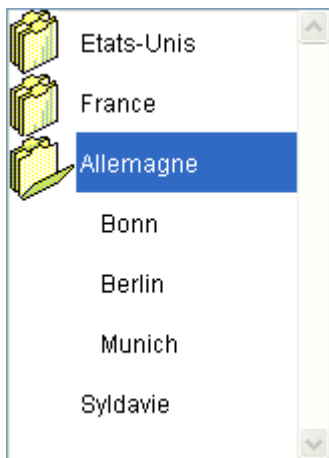 Etats-Unis
France
Allemagne
Bonn
Berlin
Munich
Syldavie